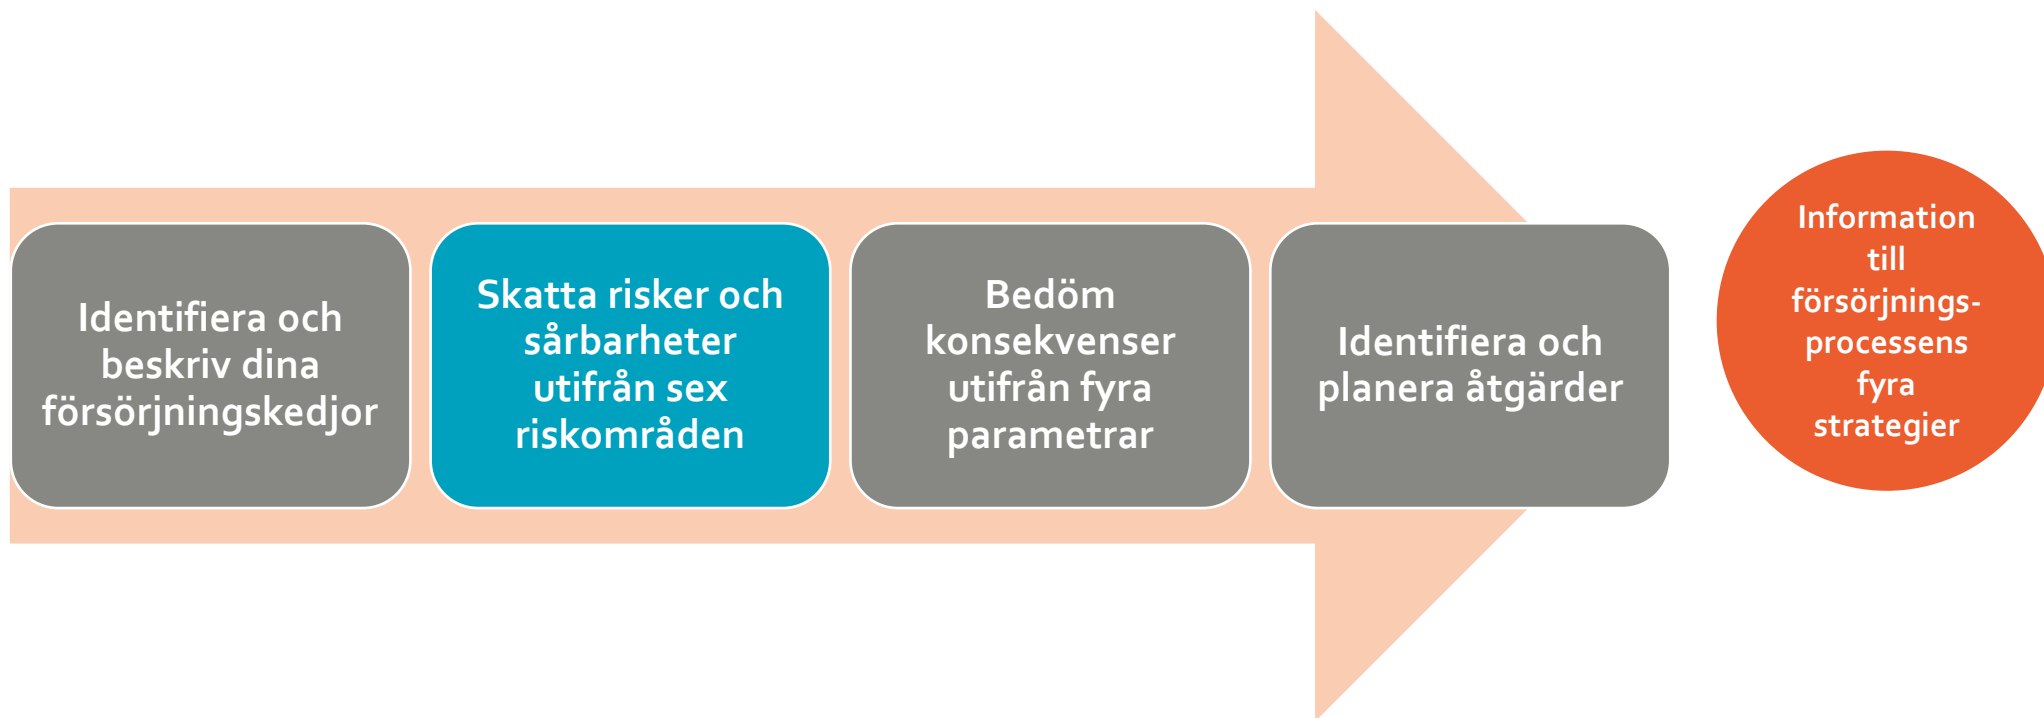 Identifiera och
beskriv dina
försörjningskedjor
Skatta risker och
sårbarheter
utifrån sex
riskområden
Bedöm
konsekvenser
utifrån fyra
parametrar
Identifiera och
planera åtgärder
Information
till
försörjnings-
processens
fyra
strategier